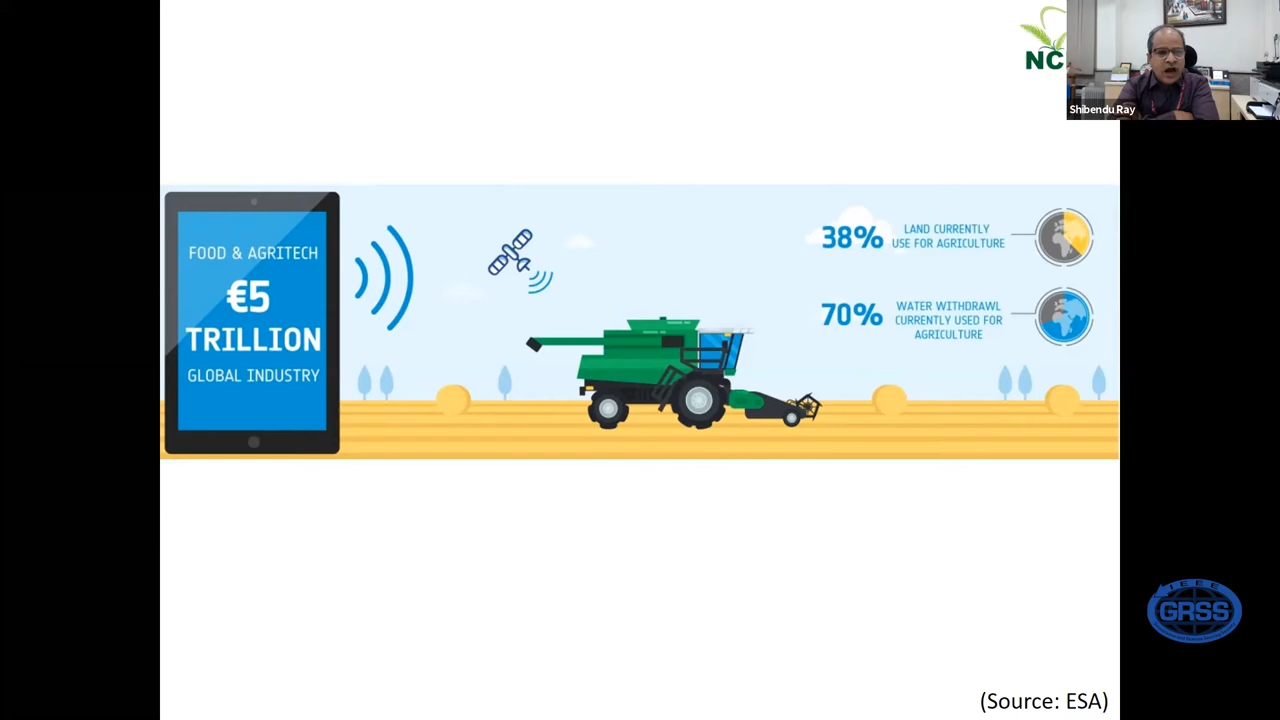 NC
Shibendu Ray
FOOD & AGRITECH
€5
TRILLION
GLOBAL INDUSTRY
38%
LAND CURRENTLY
USE FOR AGRICULTURE
70%
WATER WITHDRAWL
CURRENTLY USED FOR
AGRICULTURE
IEEE
GRSS
(Source: ESA)